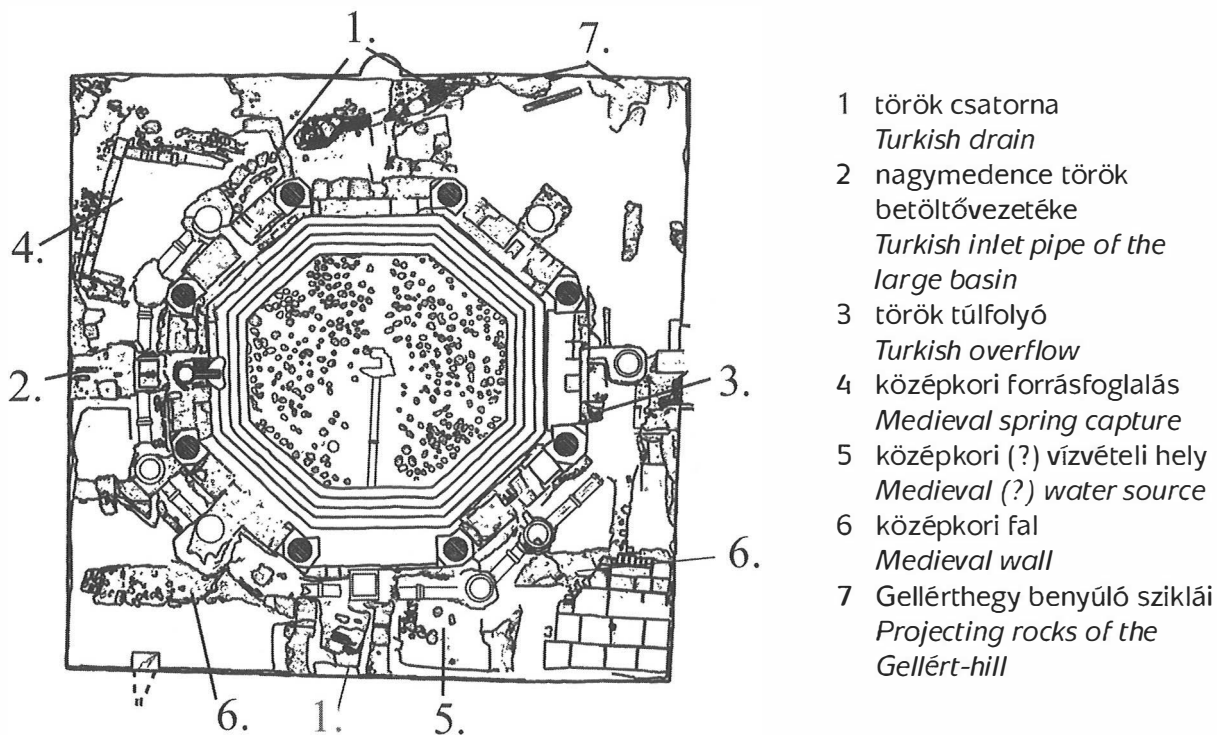 1.
7.
4.
2.
3.
6.
6.
1.
5.
1 török csatorna
Turkish drain
2 nagymedence török
betöltővezetéke
Turkish inlet pipe of the
large basin
3 török túlfolyó
Turkish overflow
4 középkori forrásfoglalás
Medieval spring capture
5 középkori (?) vízvételi hely
Medieval (?) water source
6 középkori fal
Medieval wall
7 Gellérthegy benyúló sziklái
Projecting rocks of the
Gellért-hill